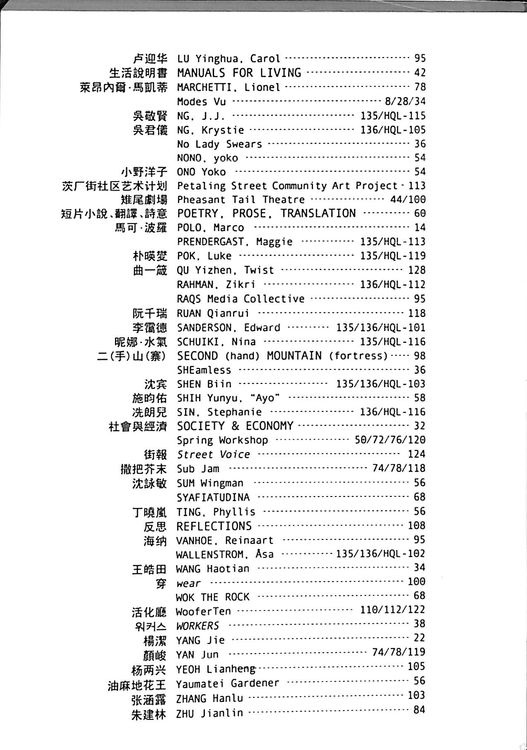 卢迎华 LU Yinghua, Carol 95
生活說明書 MANUALS FOR LIVING 42
萊昂內爾·馬凱蒂 MARCHETTI, Lionel 78
Modes Vu 8/28/34
吳敬賢 NG, J.J. 135/HQL-115
吳君儀 NG, Krystie 136/HQL-105
No Lady Swears 36
NONO, yoko 54
小野洋子 ONO Yoko 54
茨厂街社区艺术计划 Petaling Street Community Art Project 113
雉尾劇場 Pheasant Tail Theatre 44/100
短片小說、翻譯、詩意 POETRY, PROSE, TRANSLATION 60
馬可·波羅 POLO, Marco 14
PRENDERGAST, Maggie 135/HQL-113
朴暎燮 POK, Luke 135/HQL-119
曲一箴 QU Yizhen, Twist 128
RAHMAN, Zikri 136/HQL-112
RAQS Media Collective 95
阮千瑞 RUAN Qianrui 118
李霭德 SANDERSON, Edward 135/136/HQL-101
昵娜·水氣 SCHUIKI, Nina 135/HQL-116
二(手)山(寨) SECOND (hand) MOUNTAIN (fortress) 98
SHEamless 36
沈宾 SHEN Biin 135/136/HQL-103
施昀佑 SHIH Yunyu, “Ayo” 58
冼朗兒 SIN, Stephanie 136/HQL-116
社會與經濟 SOCIETY & ECONOMY 32
Spring Workshop 50/72/76/120
街報 Street Voice 124
撒把芥末 Sub Jam 74/78/118
沈詠敏 SUM Wingman 56
SYAFIATUDINA 68
丁曉嵐 TING, Phyllis 56
反思 REFLECTIONS 108
海纳 VANHOE, Reinaart 95
WALLENSTROM, Åsa 135/136/HQL-102
王皓田 WANG Haotian 34
穿 wear 100
WOK THE ROCK 68
活化廳 WooferTen 110/112/122
워커스 WORKERS 38
楊潔 YANG Jie 22
顏峻 YAN Jun 74/78/119
杨两兴 YEOH Lianheng 105
油麻地花王 Yaumatei Gardener 56
张涵露 ZHANG Hanlu 103
朱建林 ZHU Jianlin 84